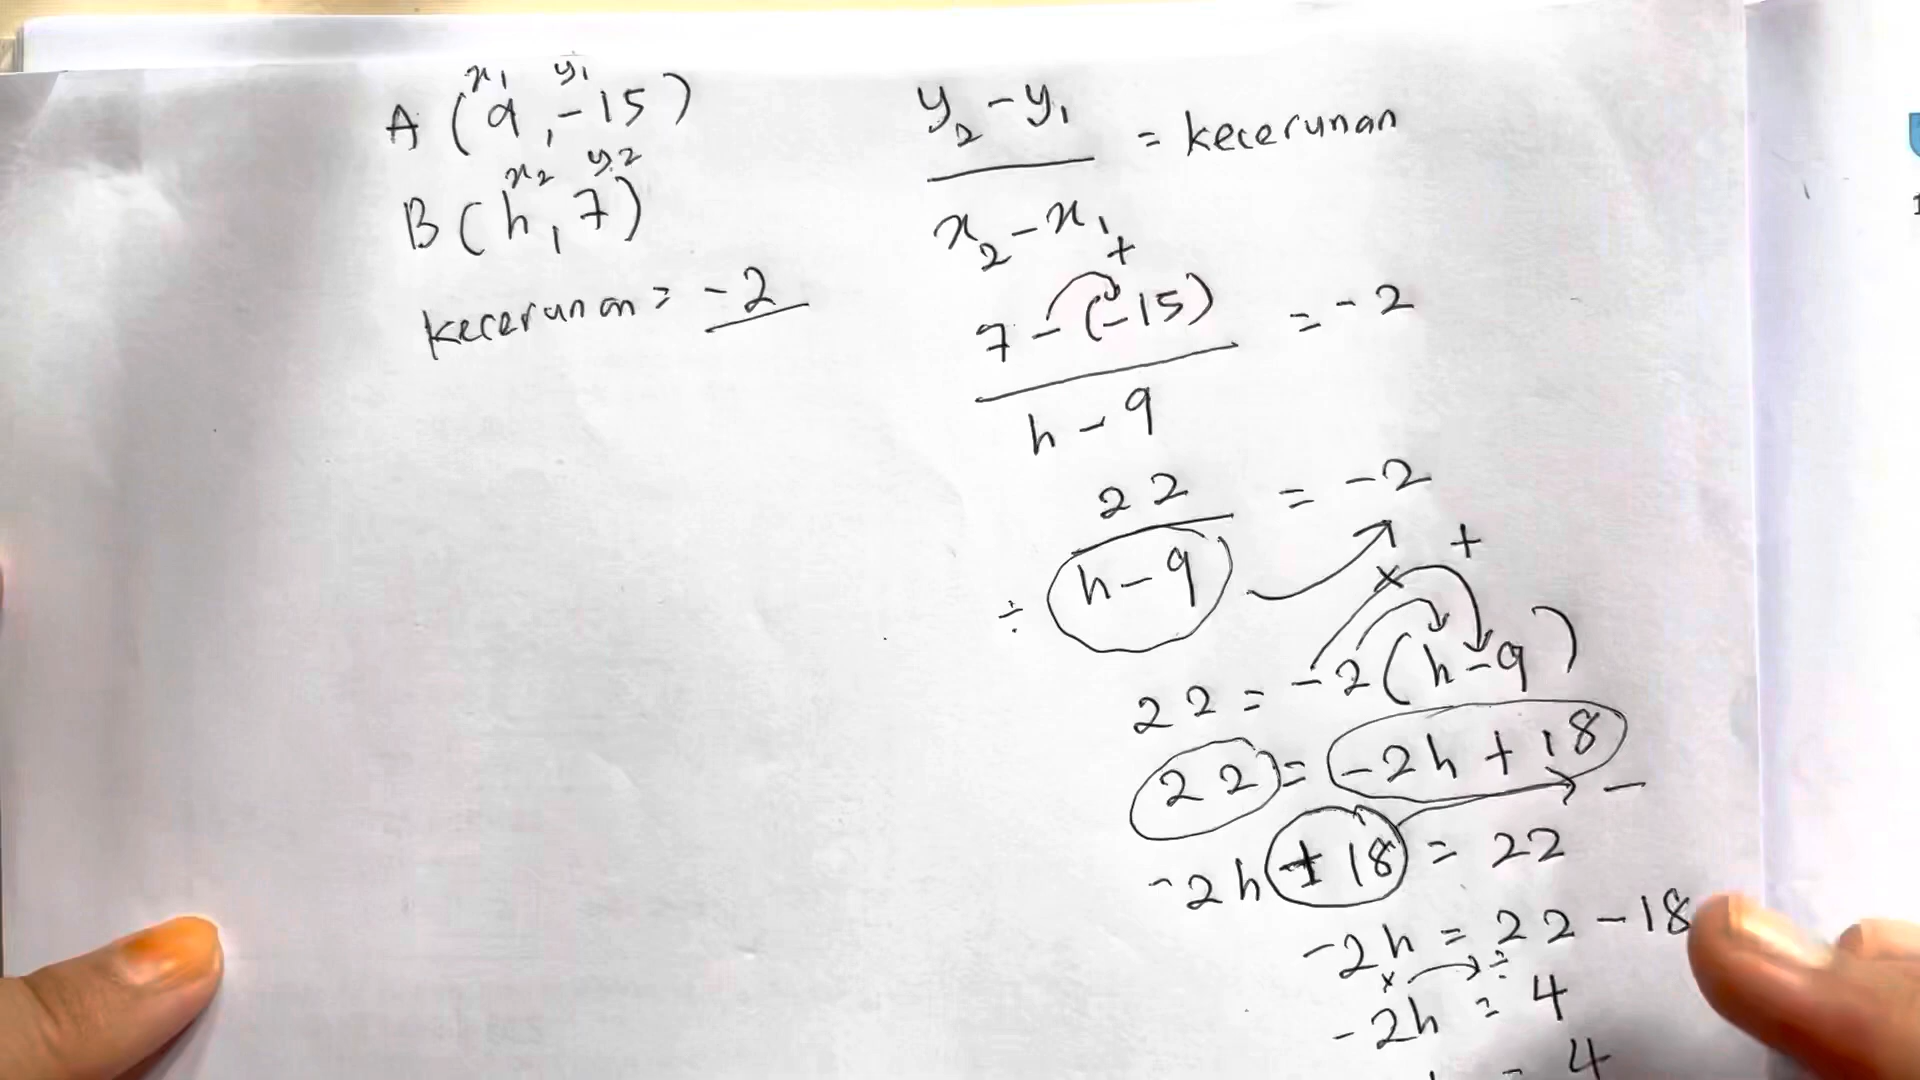 x₁ y₁
A (9, -15)
x₂ y₂
B (h, 7)
kecerunan = -2
y₂ - y₁
= kecerunan
x₂ - x₁
+
7 - (-15)
= -2
h - 9
22
= -2
÷ h - 9
× +
22 = -2(h - 9)
22 = -2h + 18
-
-2h + 18 = 22
-2h = 22 - 18
× ÷
-2h = 4
= 4